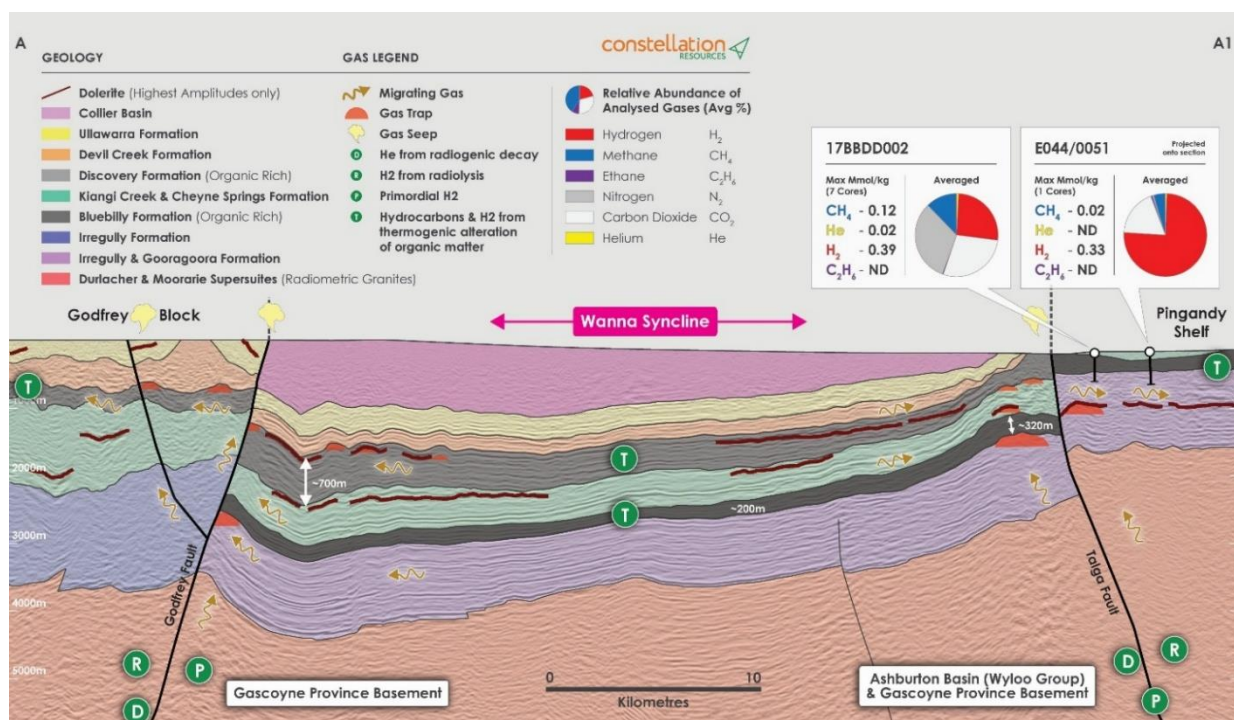 A
constellation
RESOURCES
A1
GEOLOGY
Dolerite (Highest Amplitudes only)
Collier Basin
Ullawarra Formation
Devil Creek Formation
Discovery Formation (Organic Rich)
Kiangi Creek & Cheyne Springs Formation
Bluebilly Formation (Organic Rich)
Irregully Formation
Irregully & Gooragoora Formation
Durlacher & Moorarie Supersuites (Radiometric Granites)
GAS LEGEND
Migrating Gas
Gas Trap
Gas Seep
D He from radiogenic decay
R H2 from radiolysis
P Primordial H2
T Hydrocarbons & H2 from
thermogenic alteration
of organic matter
Relative Abundance of
Analysed Gases (Avg %)
Hydrogen H₂
Methane CH₄
Ethane C₂H₆
Nitrogen N₂
Carbon Dioxide CO₂
Helium He
17BBDD002
Max Mmol/kg
(7 Cores)
Averaged
CH₄ - 0.12
He - 0.02
H₂ - 0.39
C₂H₆- ND
E044/0051
Projected
onto section
Max Mmol/kg
(1 Cores)
Averaged
CH₄ - 0.02
He - ND
H₂ - 0.33
C₂H₆- ND
Godfrey Block
Wanna Syncline
Pingandy
Shelf
T
T
~320m
2000m
~700m
T
T
~200m
3000m
Godfrey Fault
Talga Fault
4000m
5000m
R
P
D
Gascoyne Province Basement
0 10
Kilometres
Ashburton Basin (Wyloo Group)
& Gascoyne Province Basement
D
R
P